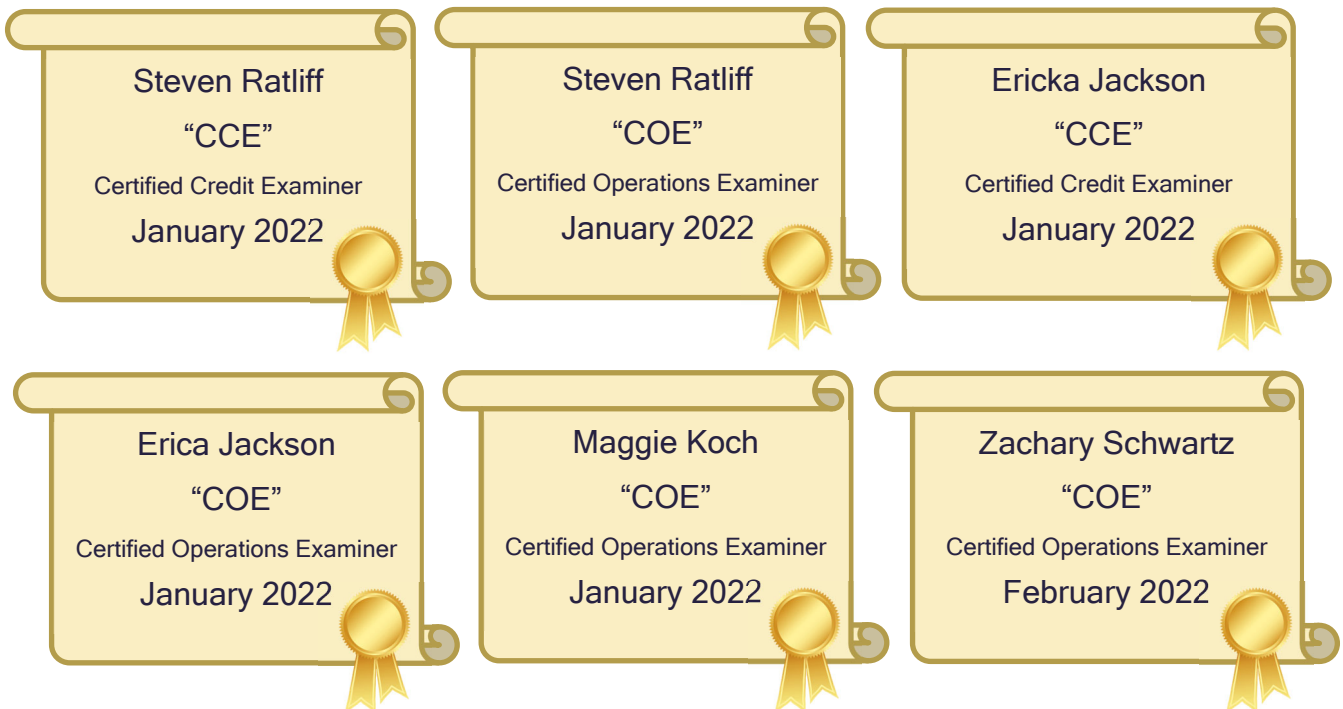 Steven Ratliff
“CCE”
Certified Credit Examiner
January 2022
Steven Ratliff
“COE”
Certified Operations Examiner
January 2022
Ericka Jackson
“CCE”
Certified Credit Examiner
January 2022
Erica Jackson
“COE”
Certified Operations Examiner
January 2022
Maggie Koch
“COE”
Certified Operations Examiner
January 2022
Zachary Schwartz
“COE”
Certified Operations Examiner
February 2022